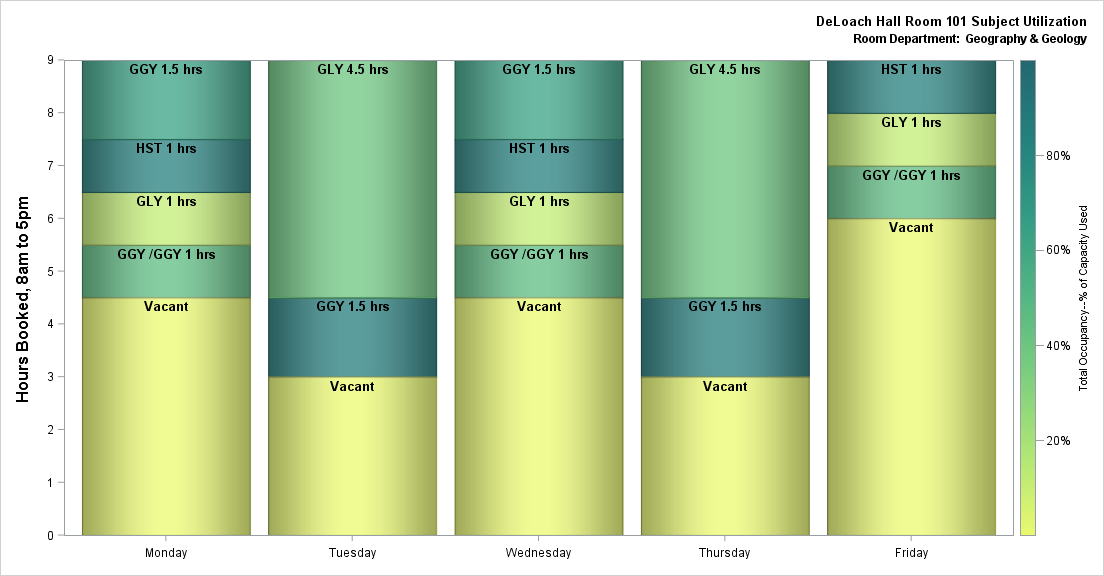 DeLoach Hall Room 101 Subject Utilization
Room Department: Geography & Geology
Hours Booked, 8am to 5pm
9
8
7
6
5
4
3
2
1
0
GGY 1.5 hrs
HST 1 hrs
GLY 1 hrs
GGY /GGY 1 hrs
Vacant
GLY 4.5 hrs
GGY 1.5 hrs
Vacant
GGY 1.5 hrs
HST 1 hrs
GLY 1 hrs
GGY /GGY 1 hrs
Vacant
GLY 4.5 hrs
GGY 1.5 hrs
Vacant
HST 1 hrs
GLY 1 hrs
GGY /GGY 1 hrs
Vacant
Monday
Tuesday
Wednesday
Thursday
Friday
80%
60%
40%
20%
Total Occupancy--% of Capacity Used